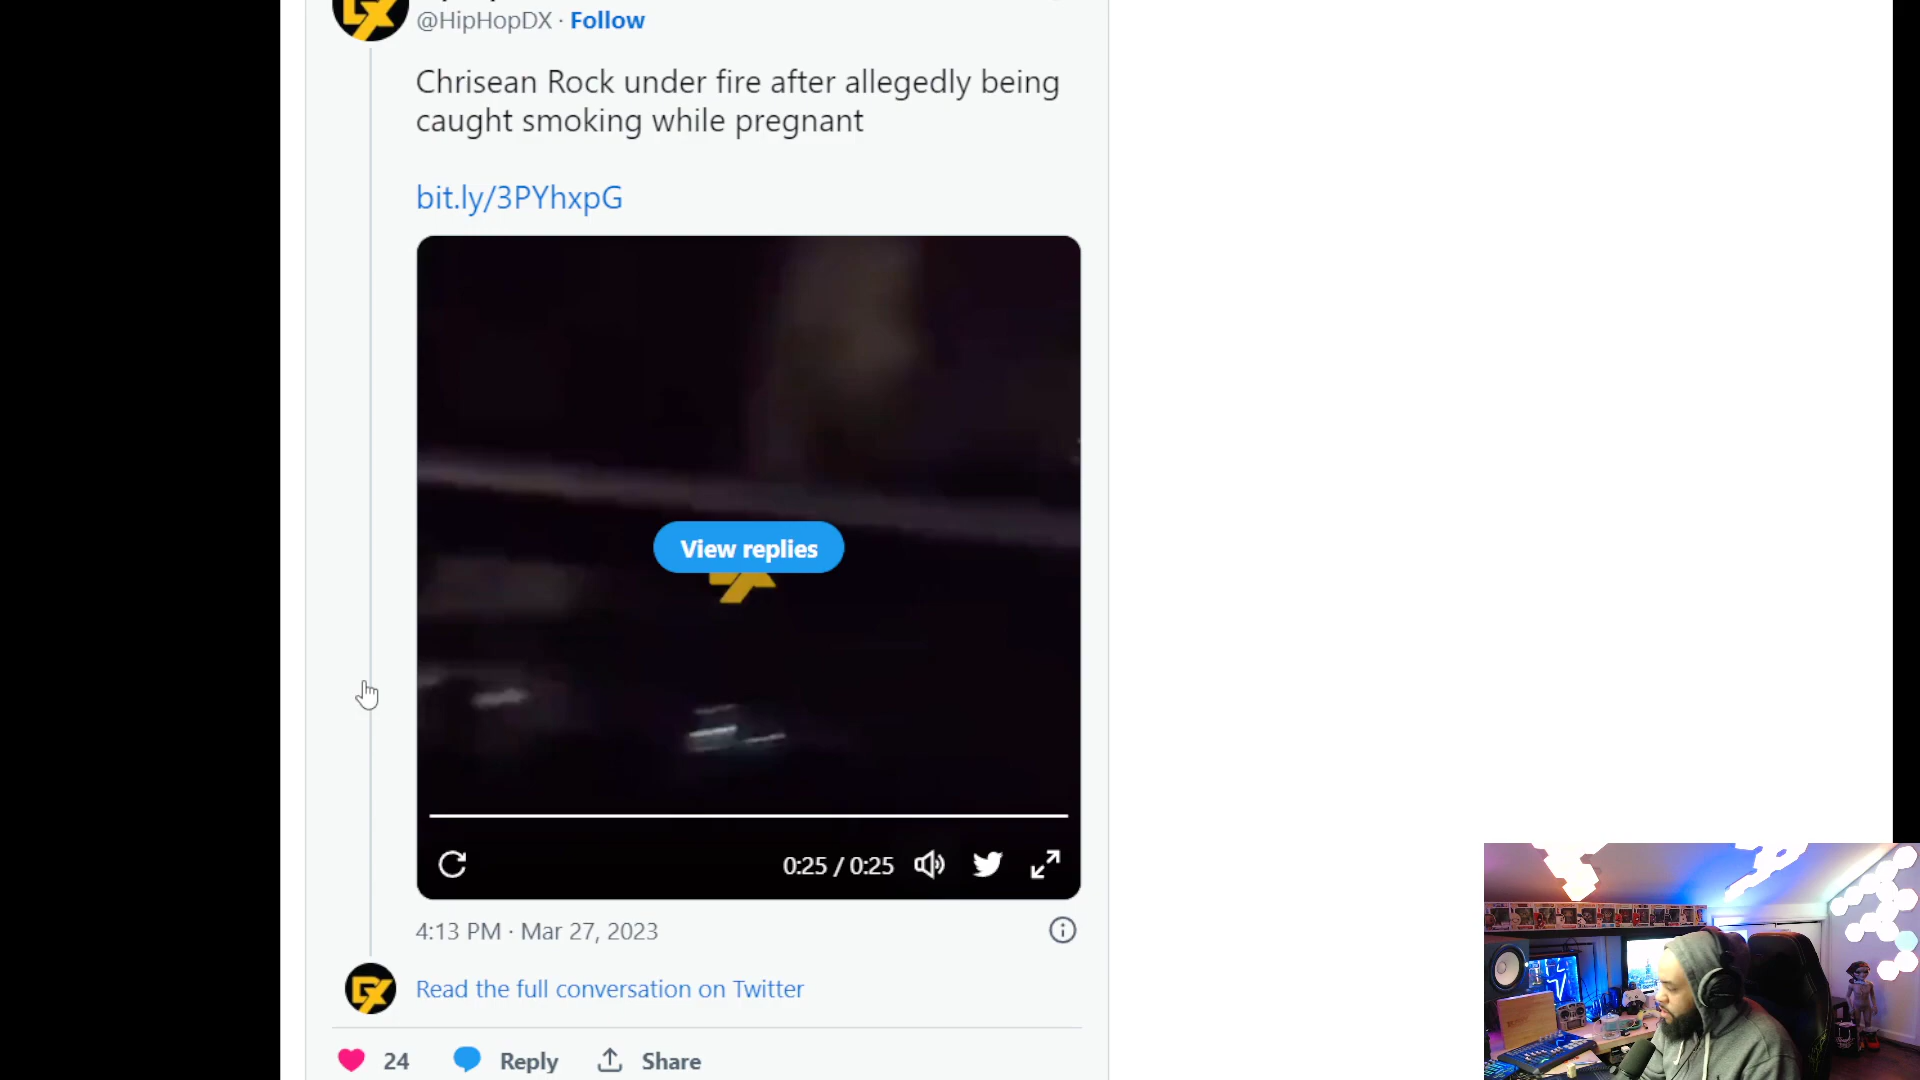 @HipHopDX · Follow
Chrisean Rock under fire after allegedly being
caught smoking while pregnant
bit.ly/3PYhxpG
View replies
0:25 / 0:25
4:13 PM · Mar 27, 2023
Read the full conversation on Twitter
24 Reply Share